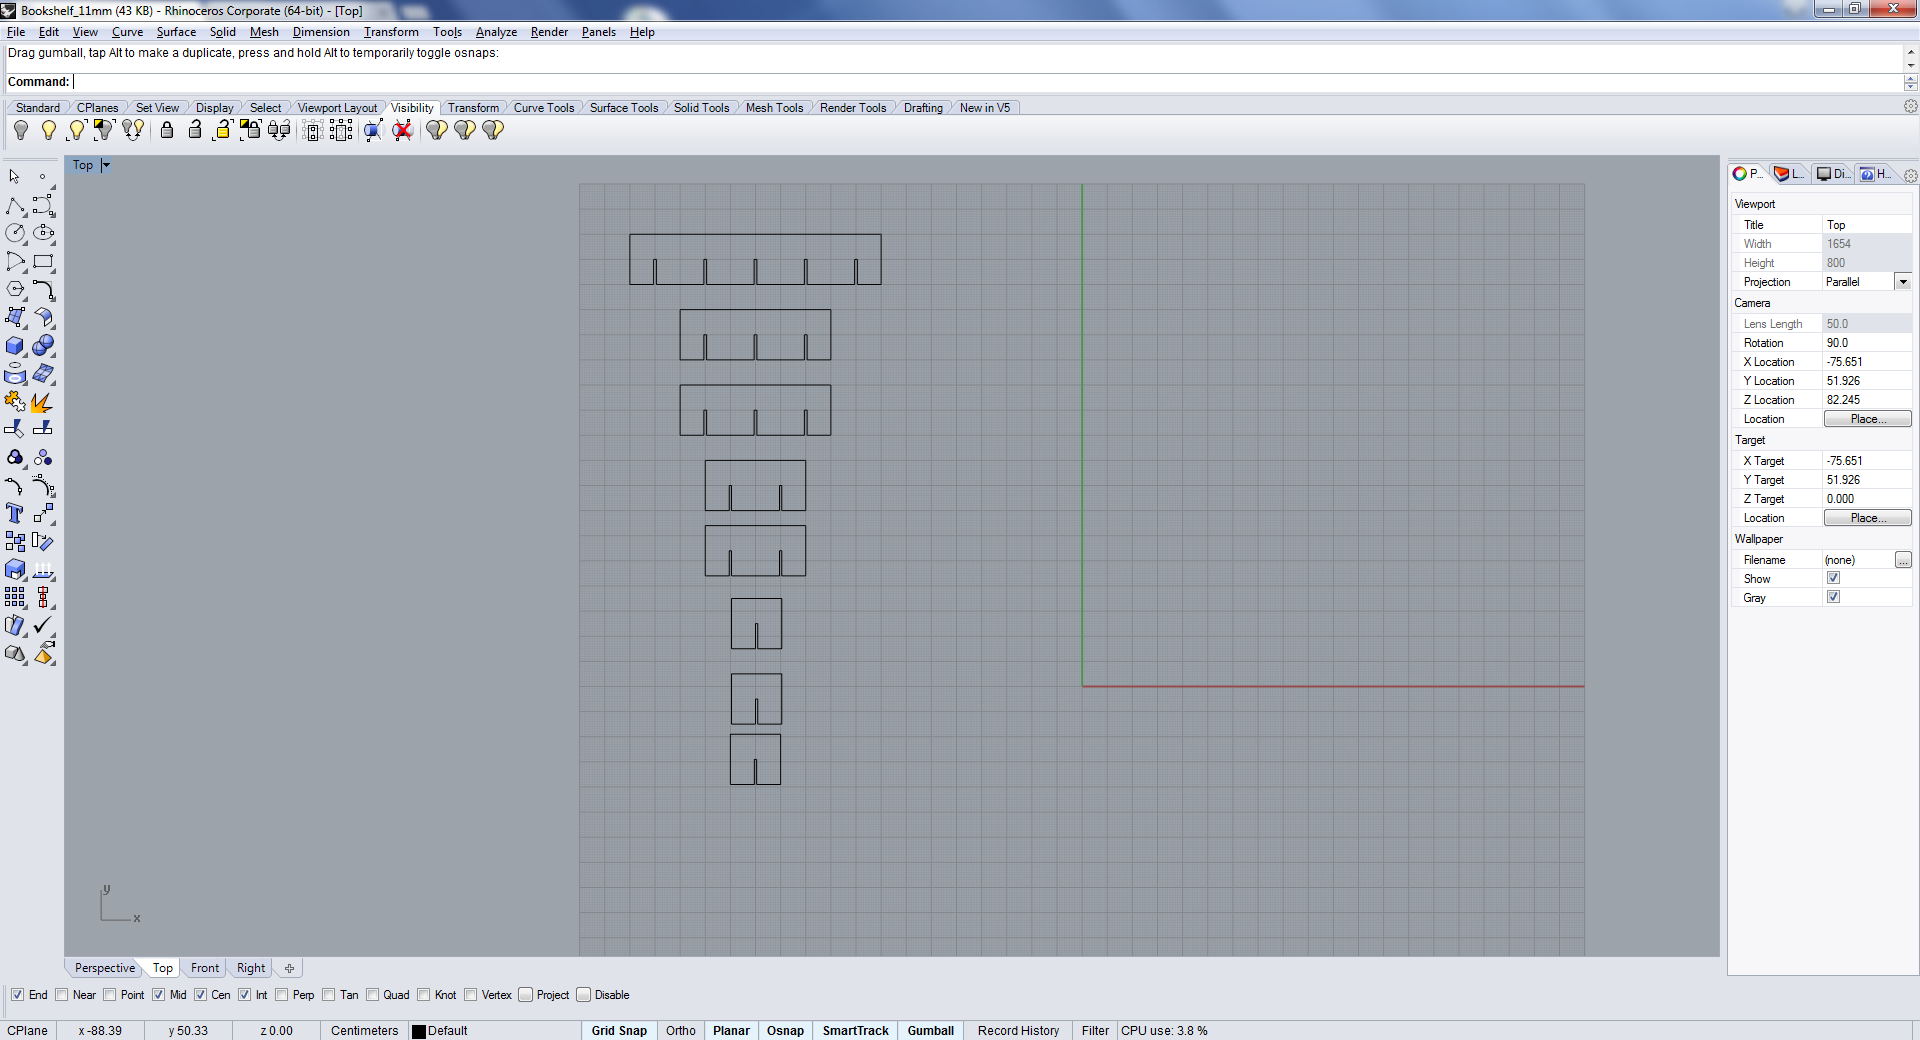 Bookshelf_11mm (43 KB) - Rhinoceros Corporate (64-bit) - [Top]
File Edit View Curve Surface Solid Mesh Dimension Transform Tools Analyze Render Panels Help
Drag gumball, tap Alt to make a duplicate, press and hold Alt to temporarily toggle osnaps:
Command:
Standard CPlanes Set View Display Select Viewport Layout Visibility Transform Curve Tools Surface Tools Solid Tools Mesh Tools Render Tools Drafting New in V5
Top
P... L... Di... H...
Viewport
Title Top
Width 1654
Height 800
Projection Parallel
Camera
Lens Length 50.0
Rotation 90.0
X Location -75.651
Y Location 51.926
Z Location 82.245
Location Place...
Target
X Target -75.651
Y Target 51.926
Z Target 0.000
Location Place...
Wallpaper
Filename (none) ...
Show
Gray
y
x
Perspective Top Front Right
End Near Point Mid Cen Int Perp Tan Quad Knot Vertex Project Disable
CPlane x -88.39 y 50.33 z 0.00 Centimeters Default Grid Snap Ortho Planar Osnap SmartTrack Gumball Record History Filter CPU use: 3.8 %